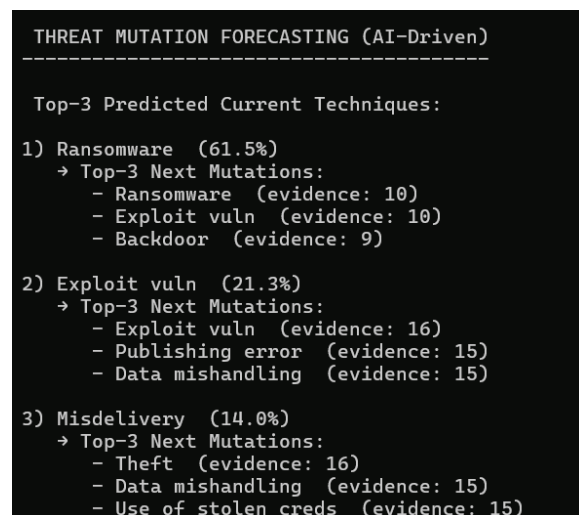 THREAT MUTATION FORECASTING (AI-Driven)
----------------------------------------
Top-3 Predicted Current Techniques:
1) Ransomware (61.5%)
→ Top-3 Next Mutations:
- Ransomware (evidence: 10)
- Exploit vuln (evidence: 10)
- Backdoor (evidence: 9)
2) Exploit vuln (21.3%)
→ Top-3 Next Mutations:
- Exploit vuln (evidence: 16)
- Publishing error (evidence: 15)
- Data mishandling (evidence: 15)
3) Misdelivery (14.0%)
→ Top-3 Next Mutations:
- Theft (evidence: 16)
- Data mishandling (evidence: 15)
- Use of stolen creds (evidence: 15)